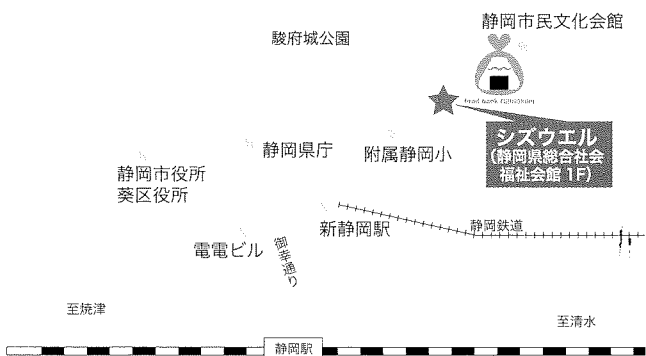 静岡市民文化会館
駿府城公園
シズウエル
(静岡県総合社会
福祉会館 1F)
静岡県庁
附属静岡小
静岡市役所
葵区役所
新静岡駅
静岡鉄道
電電ビル
御幸通り
至焼津
至清水
静岡駅